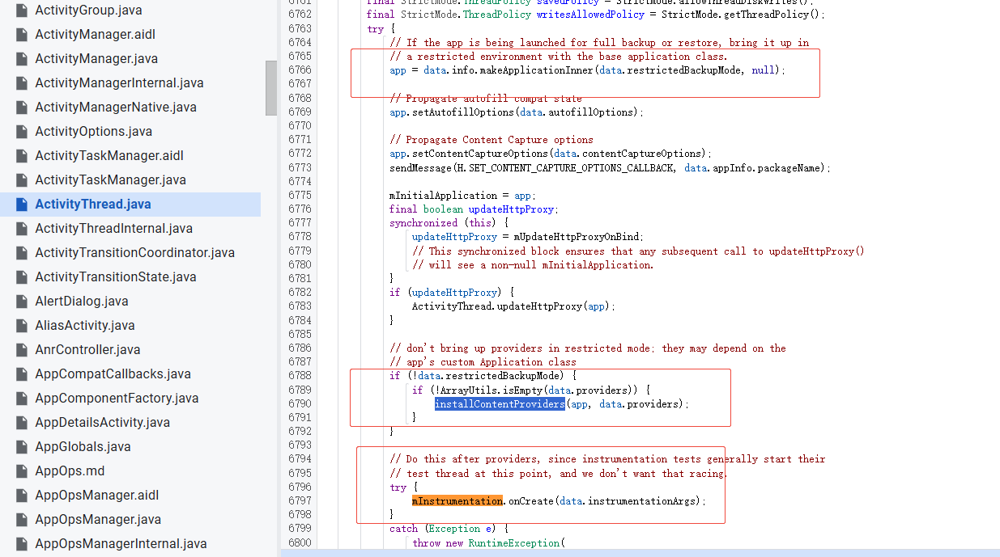 ActivityGroup.java
ActivityManager.aidl
ActivityManager.java
ActivityManagerInternal.java
ActivityManagerNative.java
ActivityOptions.java
ActivityTaskManager.aidl
ActivityTaskManager.java
ActivityThread.java
ActivityThreadInternal.java
ActivityTransitionCoordinator.java
ActivityTransitionState.java
AlertDialog.java
AliasActivity.java
AnrController.java
AppCompatCallbacks.java
AppComponentFactory.java
AppDetailsActivity.java
AppGlobals.java
AppOps.md
AppOpsManager.aidl
AppOpsManager.java
AppOpsManagerInternal.java
6761 final StrictMode.ThreadPolicy savedPolicy = StrictMode.allowThreadDiskWrites();
6762 final StrictMode.ThreadPolicy writesAllowedPolicy = StrictMode.getThreadPolicy();
6763 try {
6764 // If the app is being launched for full backup or restore, bring it up in
6765 // a restricted environment with the base application class.
6766 app = data.info.makeApplicationInner(data.restrictedBackupMode, null);
6767
6768 // Propagate autofill compat state
6769 app.setAutofillOptions(data.autofillOptions);
6770
6771 // Propagate Content Capture options
6772 app.setContentCaptureOptions(data.contentCaptureOptions);
6773 sendMessage(H.SET_CONTENT_CAPTURE_OPTIONS_CALLBACK, data.appInfo.packageName);
6774
6775 mInitialApplication = app;
6776 final boolean updateHttpProxy;
6777 synchronized (this) {
6778 updateHttpProxy = mUpdateHttpProxyOnBind;
6779 // This synchronized block ensures that any subsequent call to updateHttpProxy()
6780 // will see a non-null mInitialApplication.
6781 }
6782 if (updateHttpProxy) {
6783 ActivityThread.updateHttpProxy(app);
6784 }
6785
6786 // don't bring up providers in restricted mode; they may depend on the
6787 // app's custom Application class
6788 if (!data.restrictedBackupMode) {
6789 if (!ArrayUtils.isEmpty(data.providers)) {
6790 installContentProviders(app, data.providers);
6791 }
6792 }
6793
6794 // Do this after providers, since instrumentation tests generally start their
6795 // test thread at this point, and we don't want that racing.
6796 try {
6797 mInstrumentation.onCreate(data.instrumentationArgs);
6798 }
6799 catch (Exception e) {
6800 throw new RuntimeException(